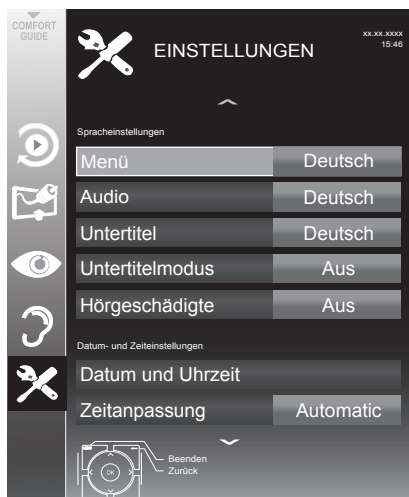 COMFORT
GUIDE
EINSTELLUNGEN
xx.xx.xxxx
15:46
Spracheinstellungen
Menü Deutsch
Audio Deutsch
Untertitel Deutsch
Untertitelmodus Aus
Hörgeschädigte Aus
Datum- und Zeiteinstellungen
Datum und Uhrzeit
Zeitanpassung Automatic
OK
Beenden
Zurück